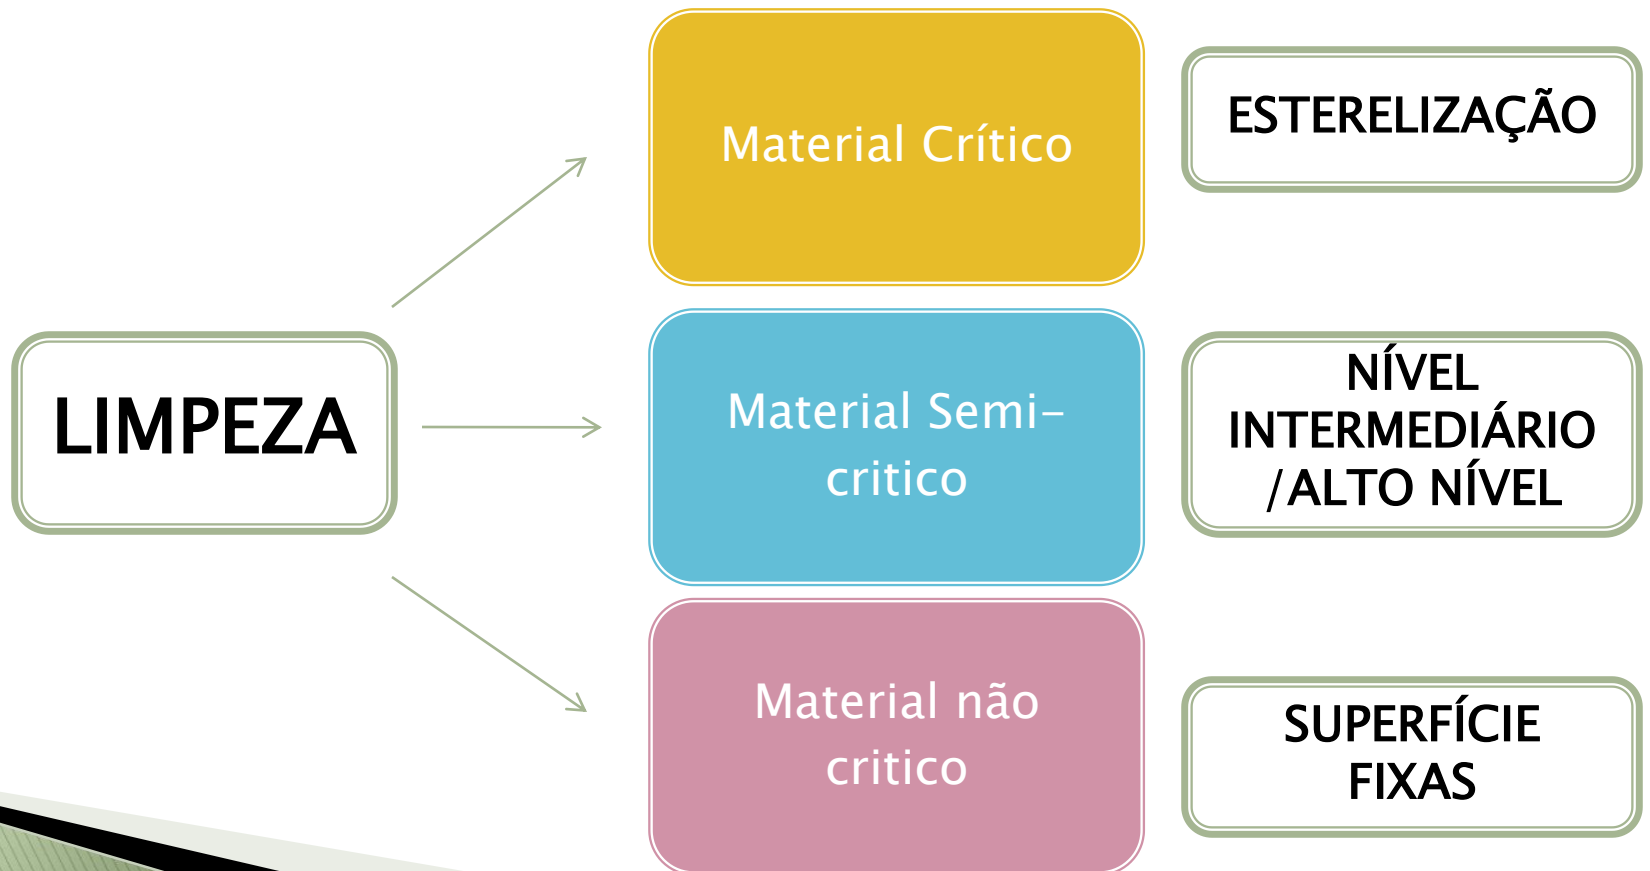 LIMPEZA
Material Crítico
ESTERELIZAÇÃO
Material Semi-
critico
NÍVEL
INTERMEDIÁRIO
/ALTO NÍVEL
Material não
critico
SUPERFÍCIE
FIXAS